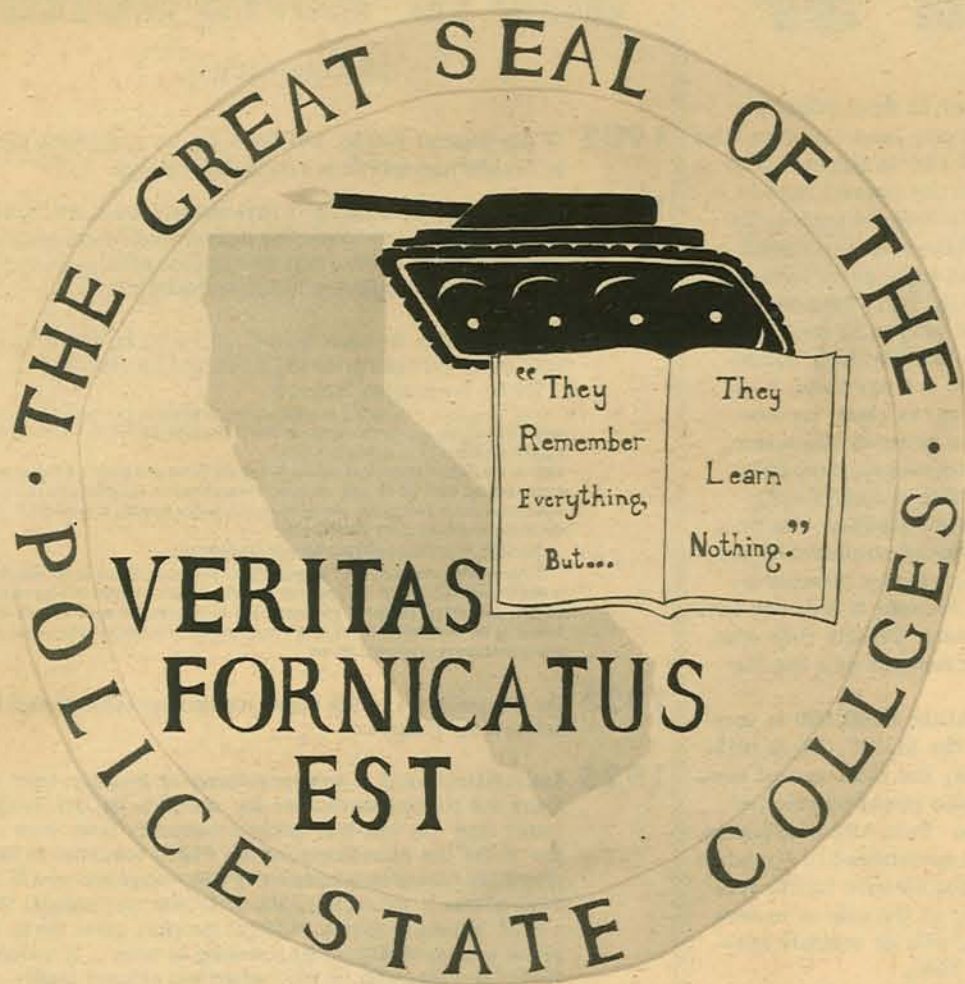 · THE GREAT SEAL OF THE ·
POLICE STATE COLLGES
"They
Remember
Everything,
But...
They
Learn
Nothing."
VERITAS
FORNICATUS
EST